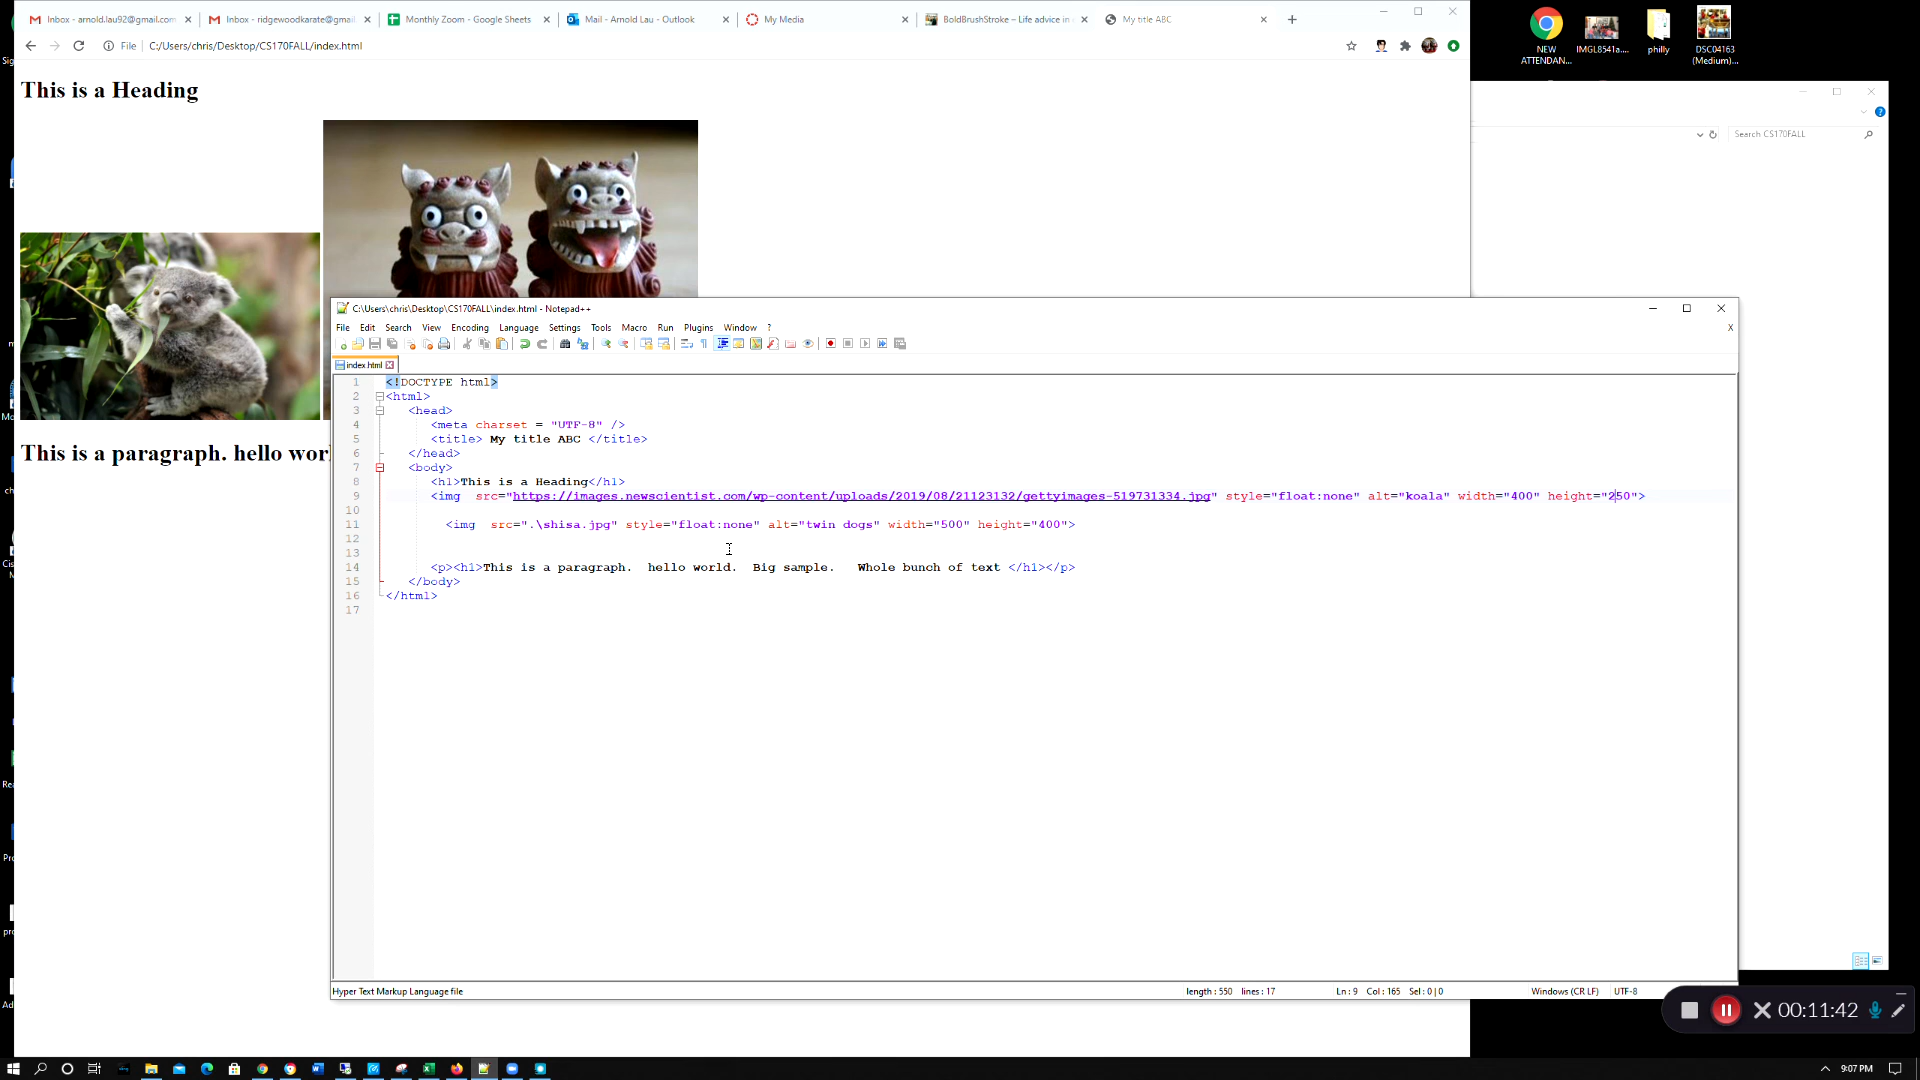 Inbox - arnold.lau92@gmail.com
Inbox - ridgewoodkarate@gmail
Monthly Zoom - Google Sheets
Mail - Arnold Lau - Outlook
My Media
BoldBrushStroke – Life advice in
My title ABC
File C:/Users/chris/Desktop/CS170FALL/index.html
NEW
ATTENDAN...
IMGL8541a....
philly
DSC04163
(Medium)...
Search CS170FALL
This is a Heading
This is a paragraph. hello wor
C:\Users\chris\Desktop\CS170FALL\index.html - Notepad++
File Edit Search View Encoding Language Settings Tools Macro Run Plugins Window ?
index.html
1 <!DOCTYPE html>
2 <html>
3 <head>
4 <meta charset = "UTF-8" />
5 <title> My title ABC </title>
6 </head>
7 <body>
8 <h1>This is a Heading</h1>
9 <img src="https://images.newscientist.com/wp-content/uploads/2019/08/21123132/gettyimages-519731334.jpg" style="float:none" alt="koala" width="400" height="250">
10
11 <img src=".\shisa.jpg" style="float:none" alt="twin dogs" width="500" height="400">
12
13
14 <p><h1>This is a paragraph. hello world. Big sample. Whole bunch of text </h1></p>
15 </body>
16 </html>
17
Hyper Text Markup Language file
length : 550 lines : 17
Ln : 9 Col : 165 Sel : 0 | 0
Windows (CR LF)
UTF-8
00:11:42
9:07 PM